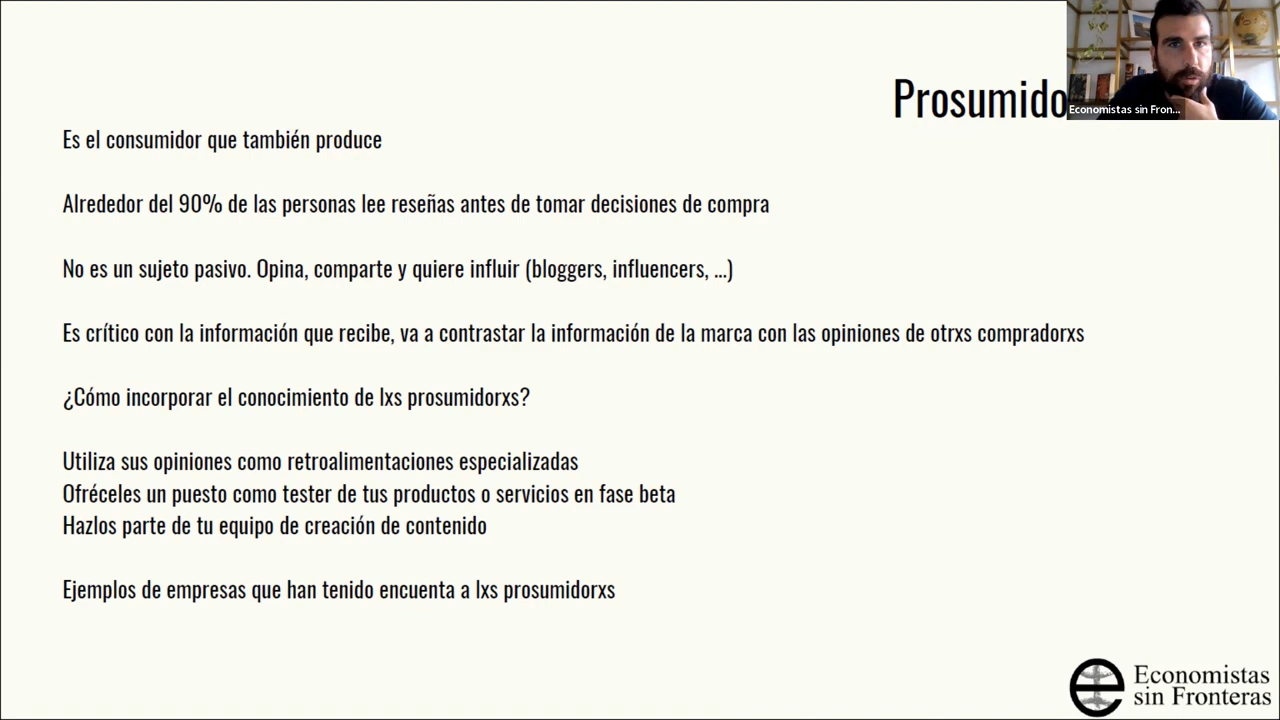 Prosumido
Economistas sin Fron...
Es el consumidor que también produce
Alrededor del 90% de las personas lee reseñas antes de tomar decisiones de compra
No es un sujeto pasivo. Opina, comparte y quiere influir (bloggers, influencers, ...)
Es crítico con la información que recibe, va a contrastar la información de la marca con las opiniones de otrxs compradorxs
¿Cómo incorporar el conocimiento de lxs prosumidorxs?
Utiliza sus opiniones como retroalimentaciones especializadas
Ofréceles un puesto como tester de tus productos o servicios en fase beta
Hazlos parte de tu equipo de creación de contenido
Ejemplos de empresas que han tenido encuenta a lxs prosumidorxs
Economistas
sin Fronteras